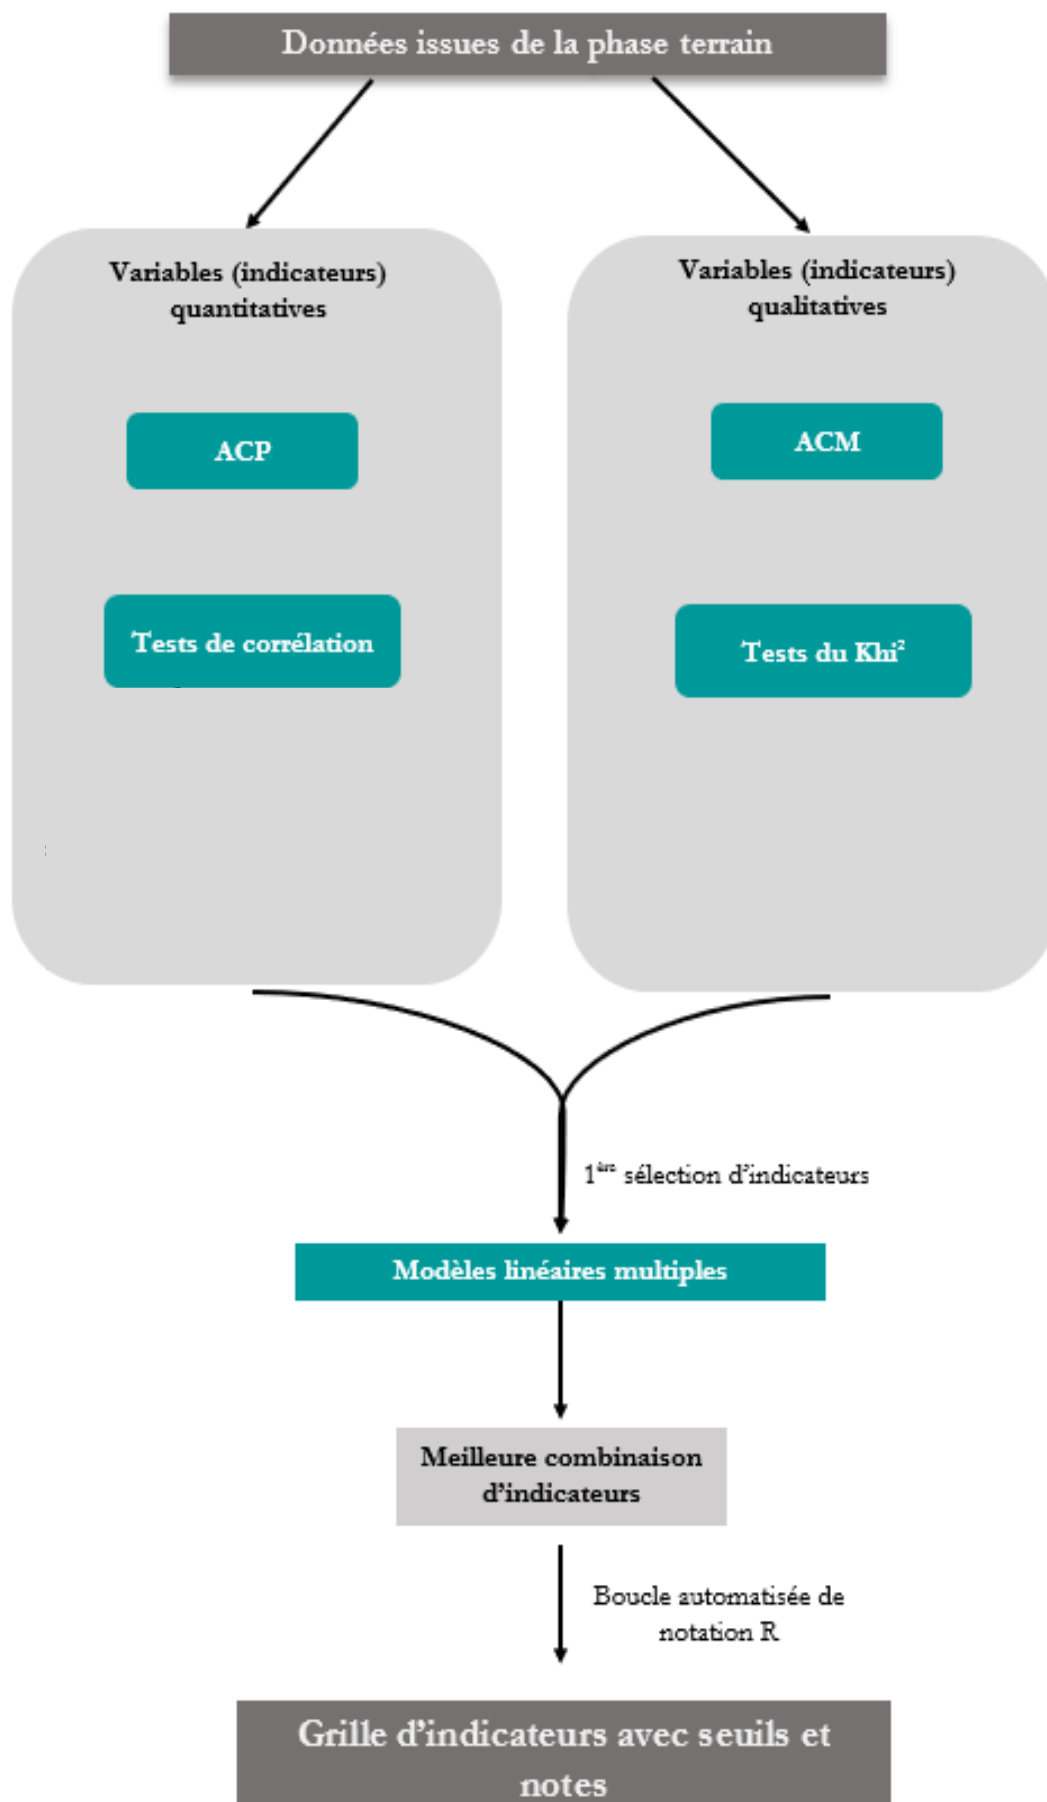 Données issues de la phase terrain
Variables (indicateurs)
quantitatives
ACP
Tests de corrélation
Variables (indicateurs)
qualitatives
ACM
Tests du Khi²
1ère sélection d'indicateurs
Modèles linéaires multiples
Meilleure combinaison
d'indicateurs
Boucle automatisée de
notation R
Grille d'indicateurs avec seuils et
notes